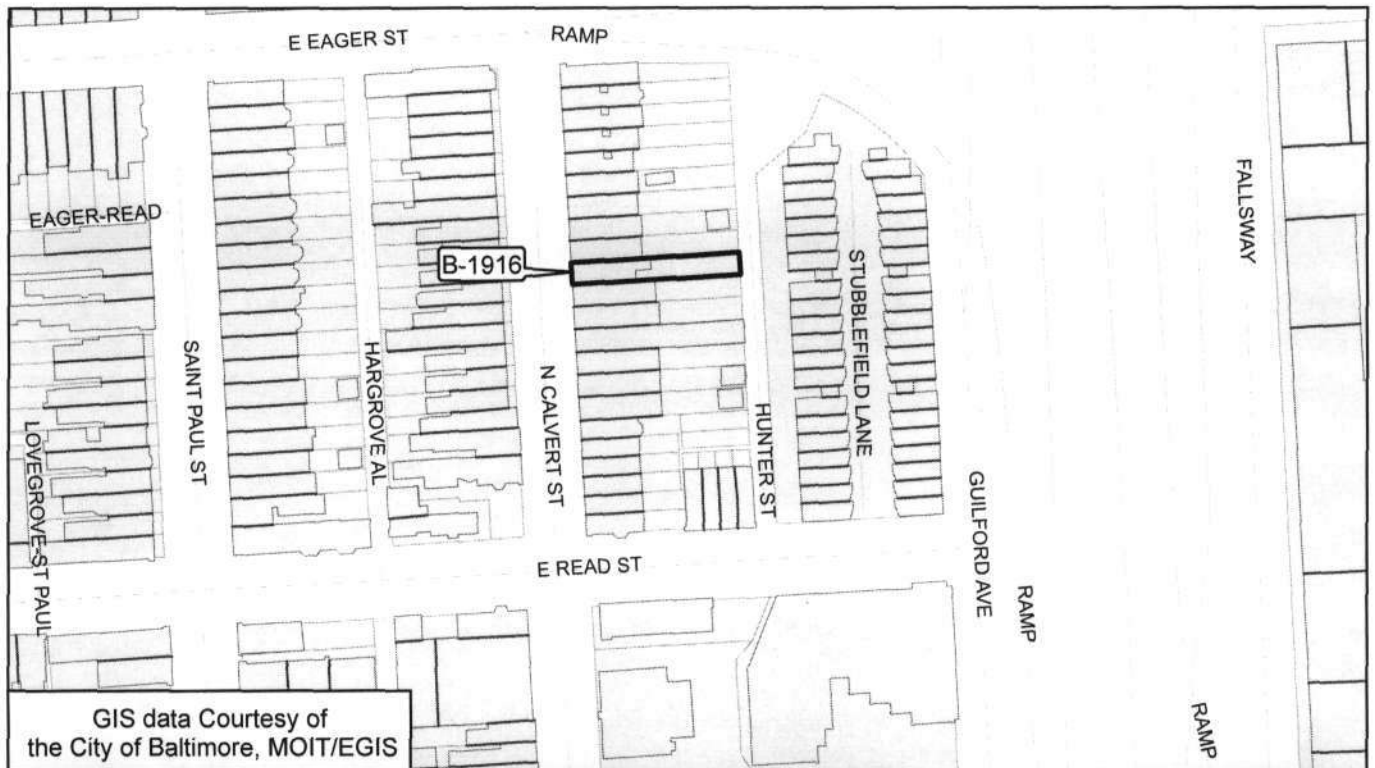 E EAGER ST
RAMP
EAGER-READ
B-1916
FALLSWAY
SAINT PAUL ST
HARGROVE AL
N CALVERT ST
HUNTER ST
STUBBLEFIELD LANE
LOVEGROVE-ST PAUL
GUILFORD AVE
E READ ST
RAMP
RAMP
GIS data Courtesy of
the City of Baltimore, MOIT/EGIS